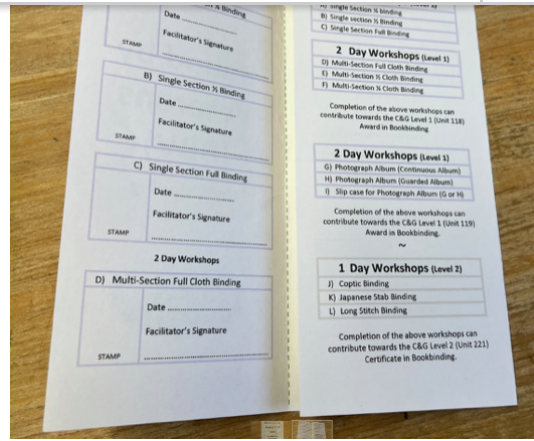 Binding
Date
Facilitator's Signature
STAMP
B) Single Section ½ Binding
Date
Facilitator's Signature
STAMP
C) Single Section Full Binding
Date
Facilitator's Signature
STAMP
2 Day Workshops
D) Multi-Section Full Cloth Binding
Date
Facilitator's Signature
STAMP
Single Section ¼ binding
B) Single section ½ Binding
C) Single Section Full Binding
2 Day Workshops (Level 1)
D) Multi-Section Full Cloth Binding
E) Multi-Section Cloth Binding
F) Multi-Section Cloth Binding
Completion of the above workshops can
contribute towards the C&G Level 1 (Unit 118)
Award in Bookbinding
2 Day Workshops (Level 1)
G) Photograph Album (Continuous Album)
H) Photograph Album (Guarded Album)
I) Slip case for Photograph Album (G or H)
Completion of the above workshops can
contribute towards the C&G Level 1 (Unit 119)
Award in Bookbinding.
~
1 Day Workshops (Level 2)
J) Coptic Binding
K) Japanese Stab Binding
L) Long Stitch Binding
Completion of the above workshops can
contribute towards the C&G Level 2 (Unit 221)
Certificate in Bookbinding.